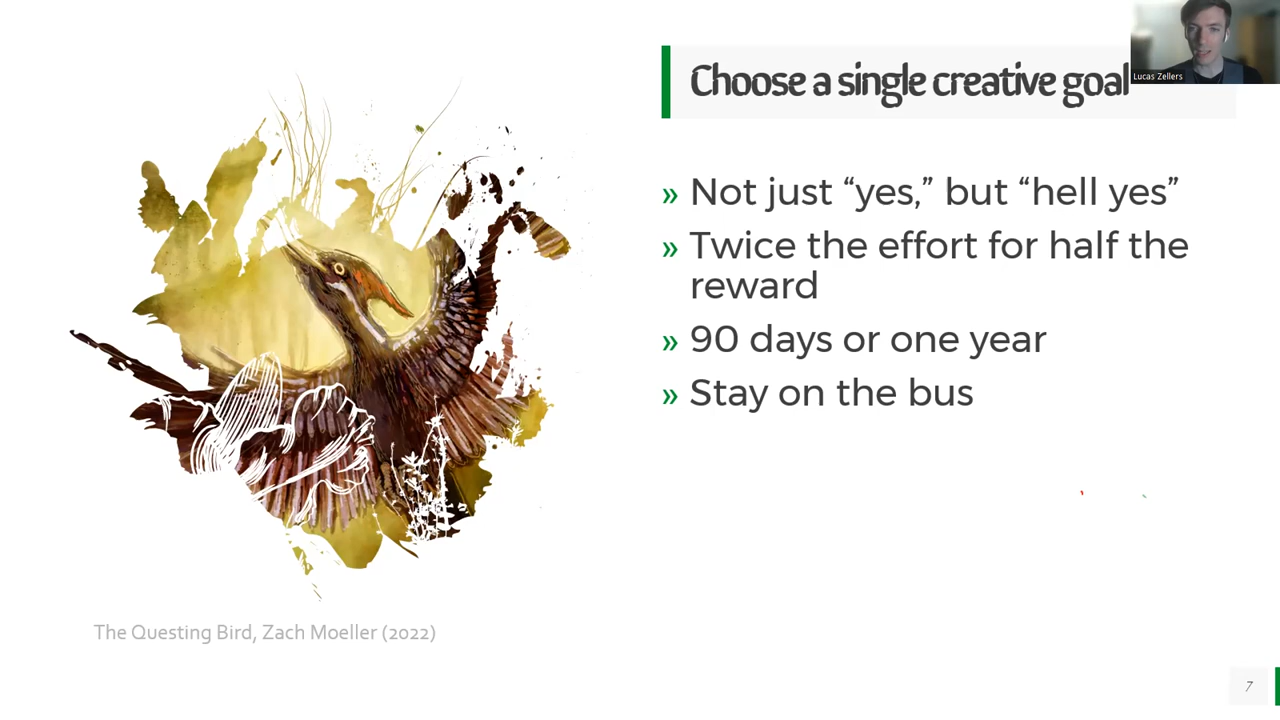 Lucas Zellers
Choose a single creative goal
» Not just “yes,” but “hell yes”
» Twice the effort for half the
reward
» 90 days or one year
» Stay on the bus
The Questing Bird, Zach Moeller (2022)
7